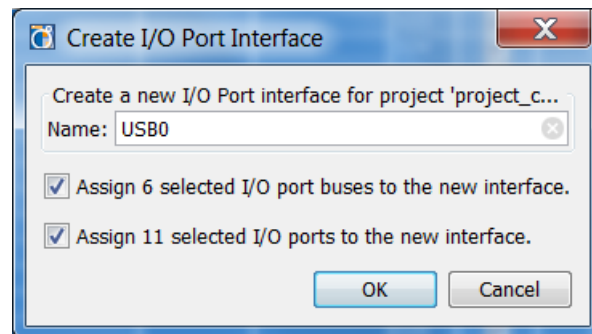 Create I/O Port Interface
Create a new I/O Port interface for project 'project_c...
Name: USB0
Assign 6 selected I/O port buses to the new interface.
Assign 11 selected I/O ports to the new interface.
OK Cancel